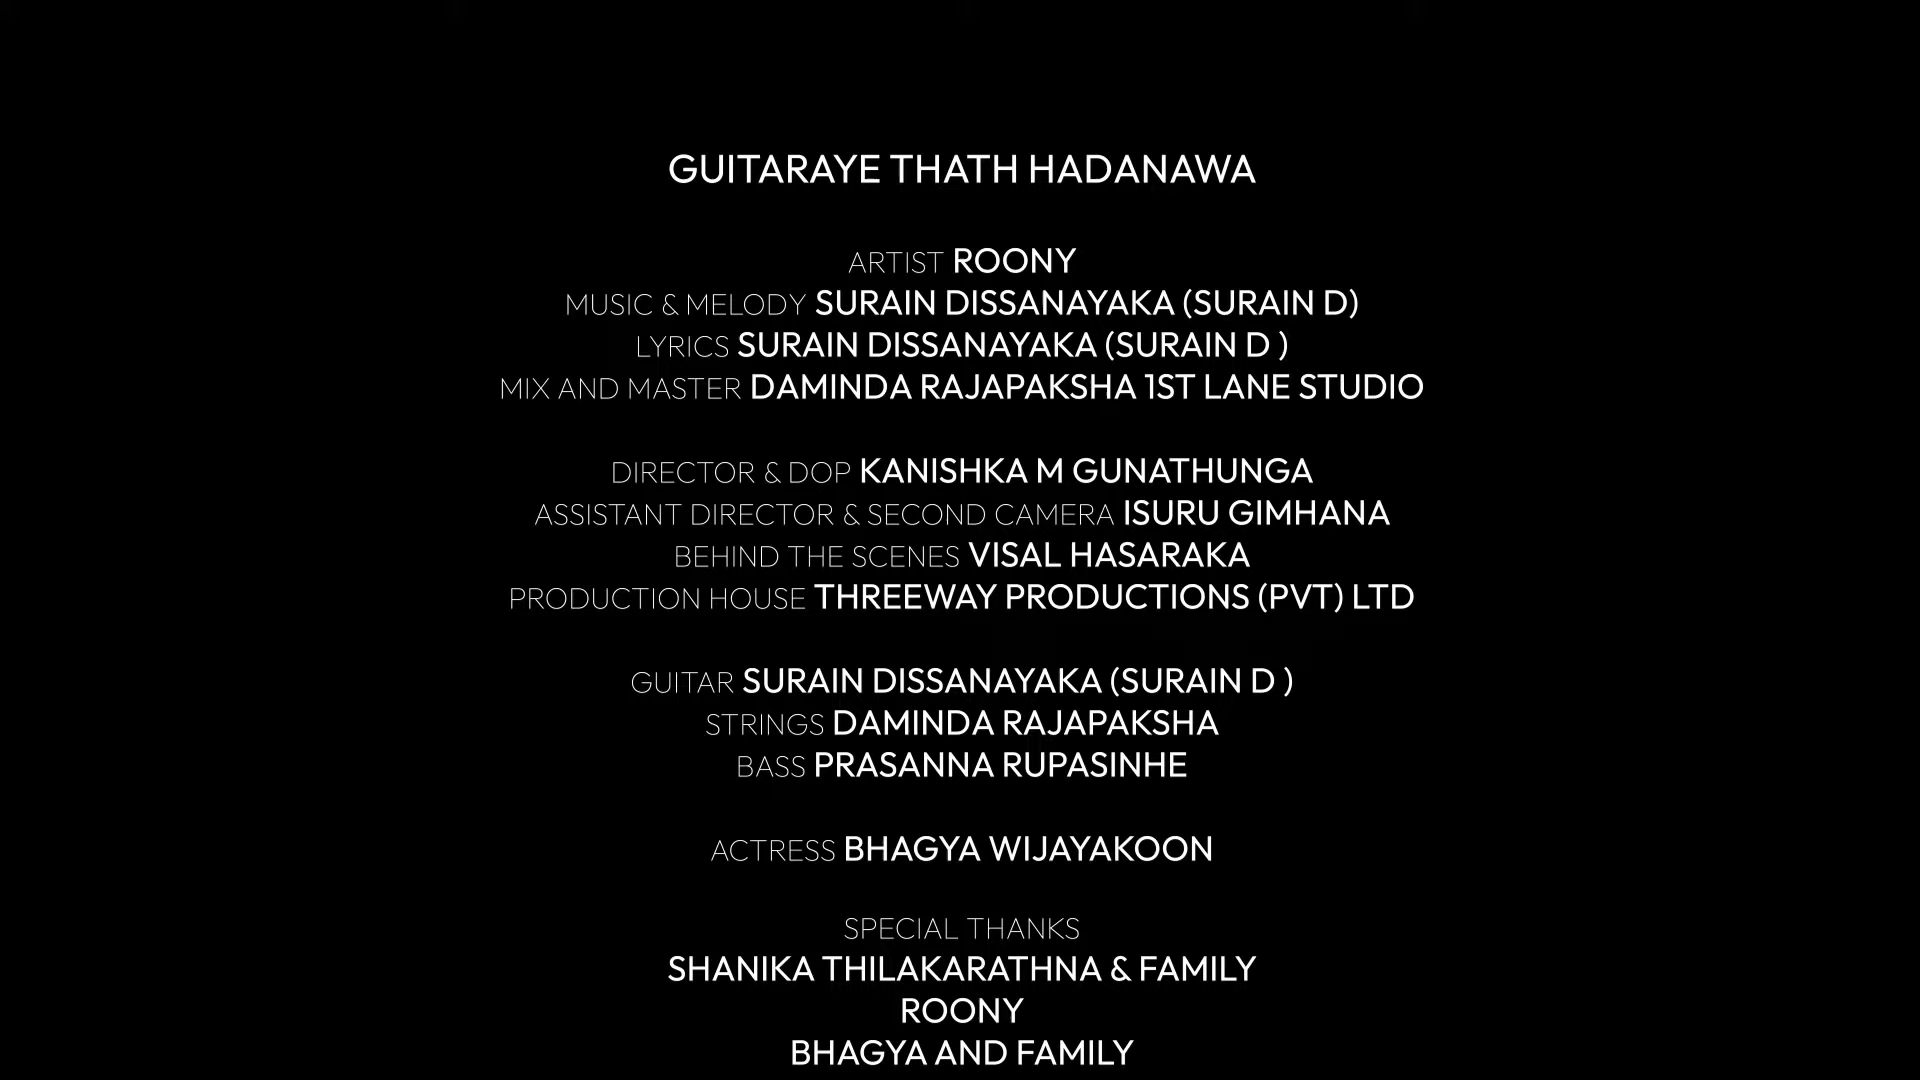 GUITARAYE THATH HADANAWA
ARTIST ROONY
MUSIC & MELODY SURAIN DISSANAYAKA (SURAIN D)
LYRICS SURAIN DISSANAYAKA (SURAIN D )
MIX AND MASTER DAMINDA RAJAPAKSHA 1ST LANE STUDIO
DIRECTOR & DOP KANISHKA M GUNATHUNGA
ASSISTANT DIRECTOR & SECOND CAMERA ISURU GIMHANA
BEHIND THE SCENES VISAL HASARAKA
PRODUCTION HOUSE THREEWAY PRODUCTIONS (PVT) LTD
GUITAR SURAIN DISSANAYAKA (SURAIN D )
STRINGS DAMINDA RAJAPAKSHA
BASS PRASANNA RUPASINHE
ACTRESS BHAGYA WIJAYAKOON
SPECIAL THANKS
SHANIKA THILAKARATHNA & FAMILY
ROONY
BHAGYA AND FAMILY